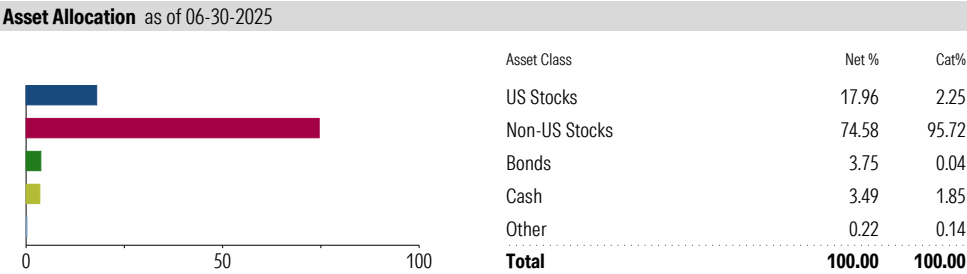 Asset Allocation as of 06-30-2025
Asset Class Net % Cat%
US Stocks 17.96 2.25
Non-US Stocks 74.58 95.72
Bonds 3.75 0.04
Cash 3.49 1.85
Other 0.22 0.14
Total 100.00 100.00
0 50 100